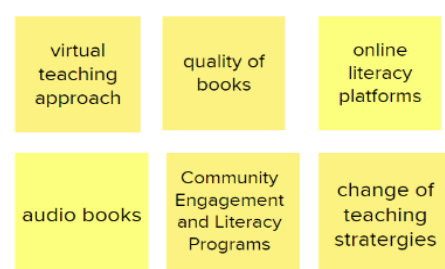 virtual
teaching
approach
quality of
books
online
literacy
platforms
audio books
Community
Engagement
and Literacy
Programs
change of
teaching
stratergies